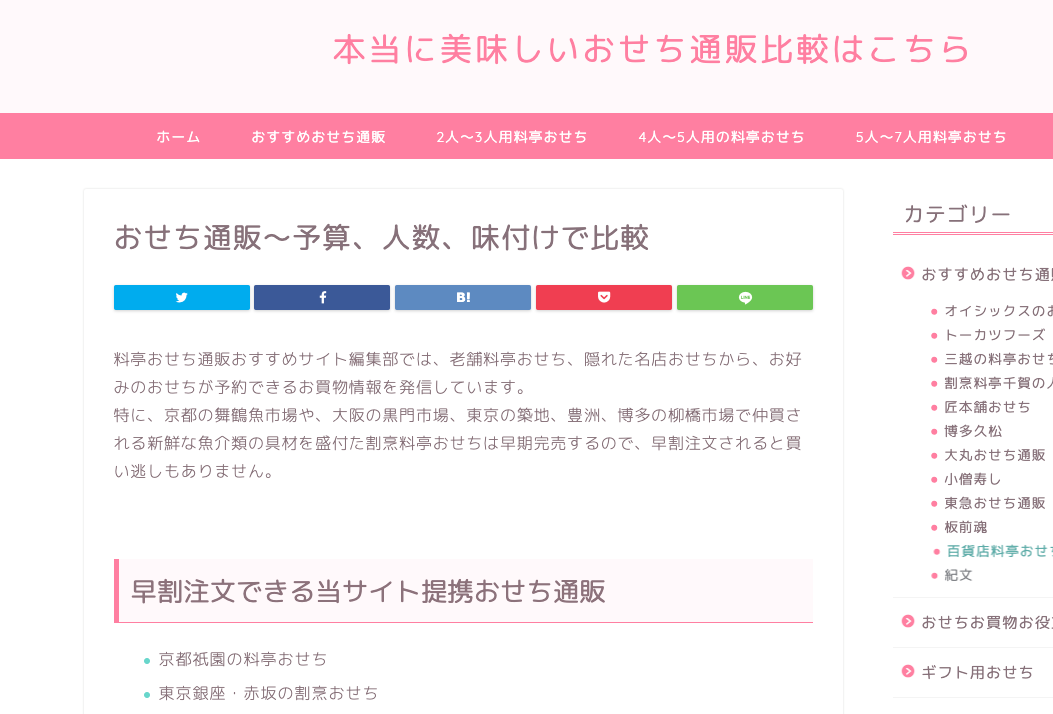 本当に美味しいおせち通販比較はこちら
ホーム
おすすめおせち通販
2人〜3人用料亭おせち
4人〜5人用の料亭おせち
5人〜7人用料亭おせち
おせち通販〜予算、人数、味付けで比較
B!
LINE
料亭おせち通販おすすめサイト編集部では、老舗料亭おせち、隠れた名店おせちから、お好
みのおせちが予約できるお買物情報を発信しています。
特に、京都の舞鶴魚市場や、大阪の黒門市場、東京の築地、豊洲、博多の柳橋市場で仲買さ
れる新鮮な魚介類の具材を盛付た割烹料亭おせちは早期完売するので、早割注文されると買
い逃しもありません。
早割注文できる当サイト提携おせち通販
京都祇園の料亭おせち
東京銀座・赤坂の割烹おせち
カテゴリー
おすすめおせち通販
オイシックスのお
トーカツフーズ
三越の料亭おせち
割烹料亭千賀の
匠本舗おせち
博多久松
大丸おせち通販
小僧寿し
東急おせち通販
板前魂
百貨店料亭おせち
紀文
おせちお買物お役
ギフト用おせち